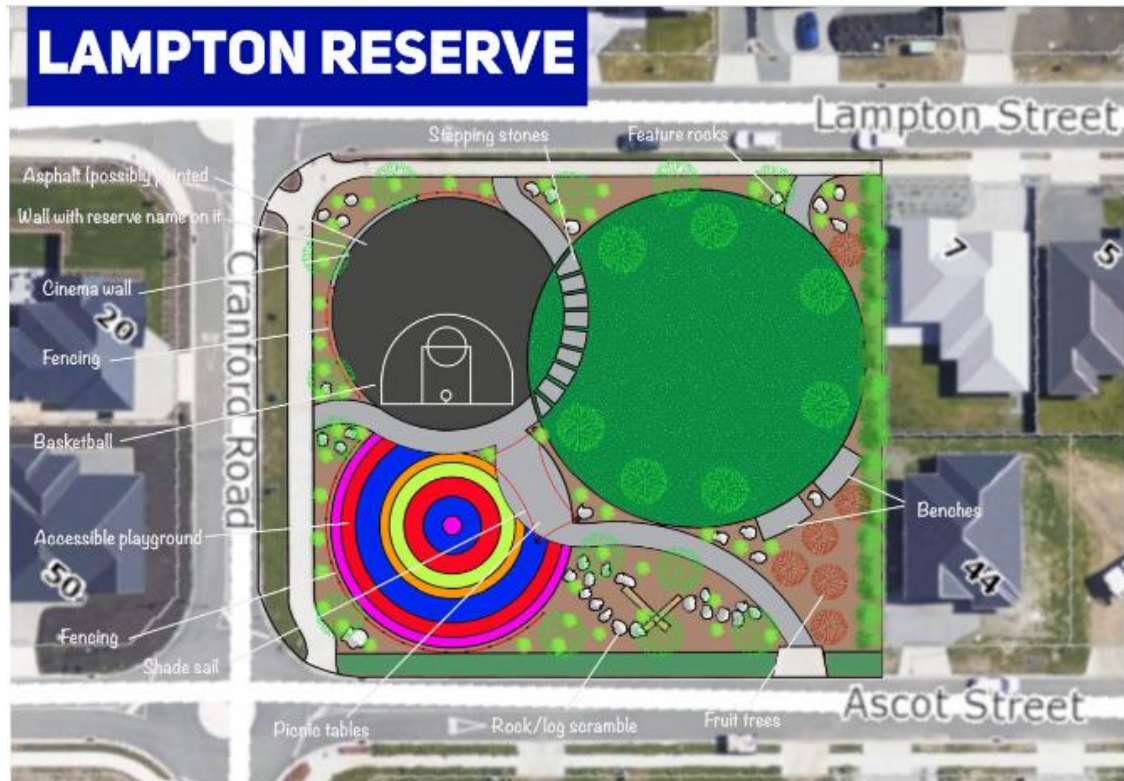 LAMPTON RESERVE
Lampton Street
Stepping stones
Feature rocks
Asphalt (possibly painted
Wall with reserve name on it
Cinema wall
20
Fencing
Basketball
Cranford Road
7
5
Accessible playground
50
Benches
44
Fencing
Shade sail
Picnic tables
Rock/log scramble
Fruit trees
Ascot Street